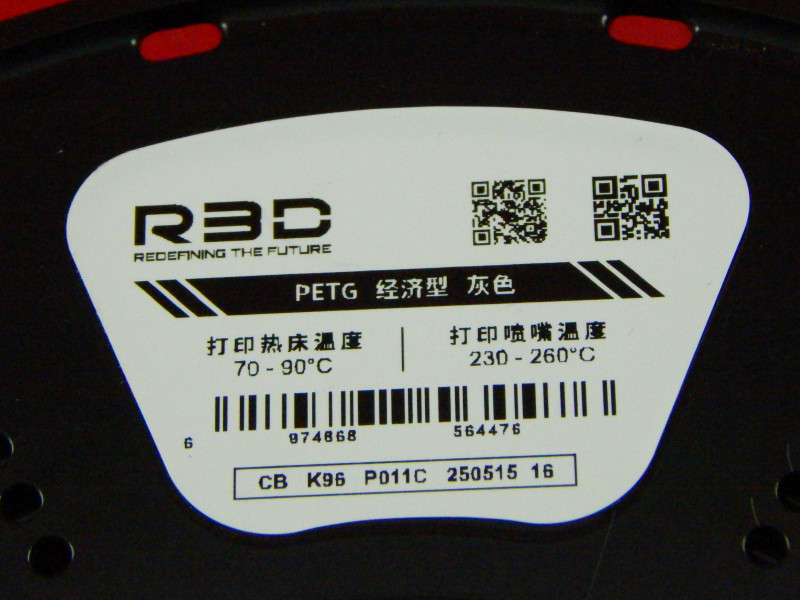 R3D
REDEFINING THE FUTURE
PETG 经济型 灰色
打印热床温度
70 - 90°C
打印喷嘴温度
230 - 260°C
6 974668 564476
CB K96 P011C 250515 16